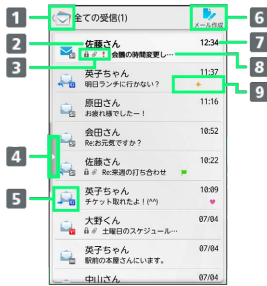 1
全ての受信(1)
メール作成
6
2
佐藤さん
12:34
7
3
会議の時間変更し…
8
英子ちゃん
11:37
明日ランチに行かない？
9
原田さん
11:16
お疲れ様でしたー！
会田さん
10:52
Re:お元気ですか？
4
佐藤さん
10:22
Re:来週の打ち合わせ
5
英子ちゃん
10:09
チケット取れたよ！(^^)
大野くん
07/04
土曜日のスケジュール…
英子ちゃん
07/04
駅前の本屋さんにいます。
中山さん
07/04